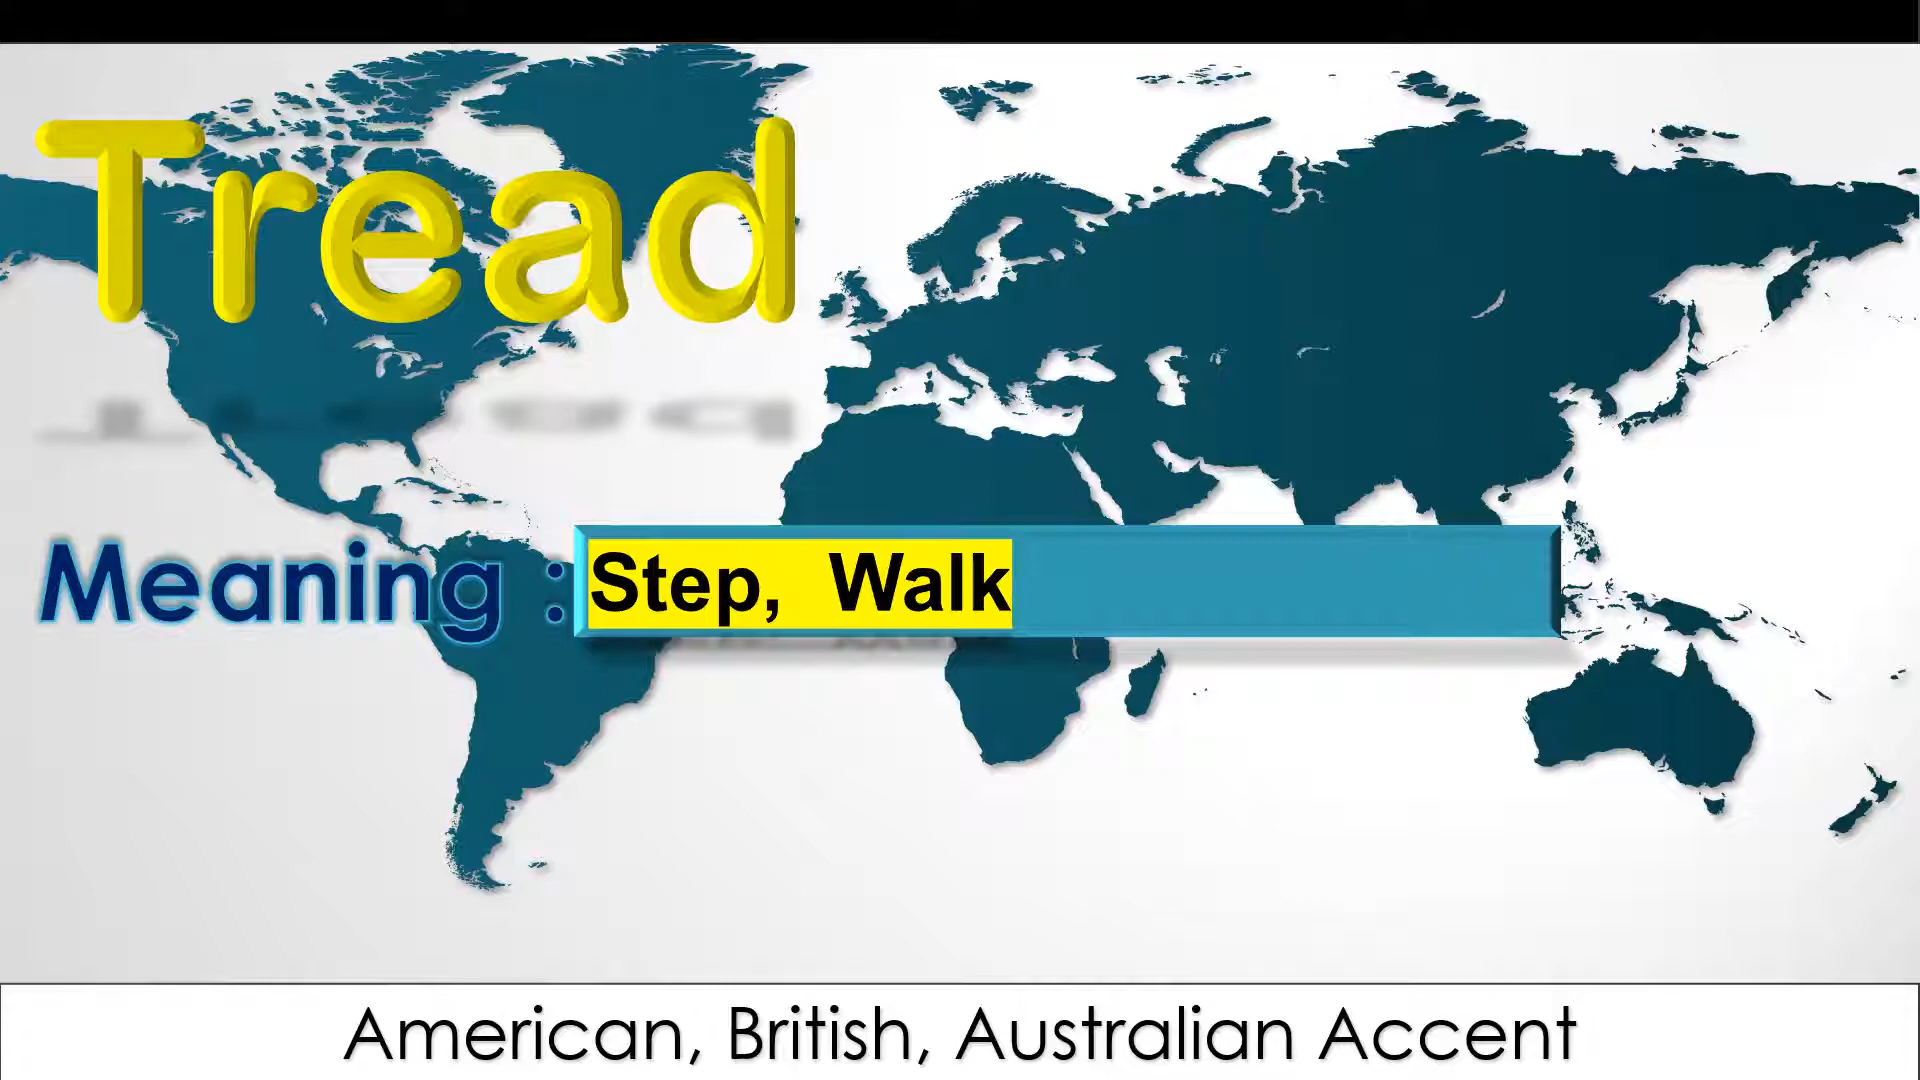 Tread
Meaning : Step, Walk
American, British, Australian Accent